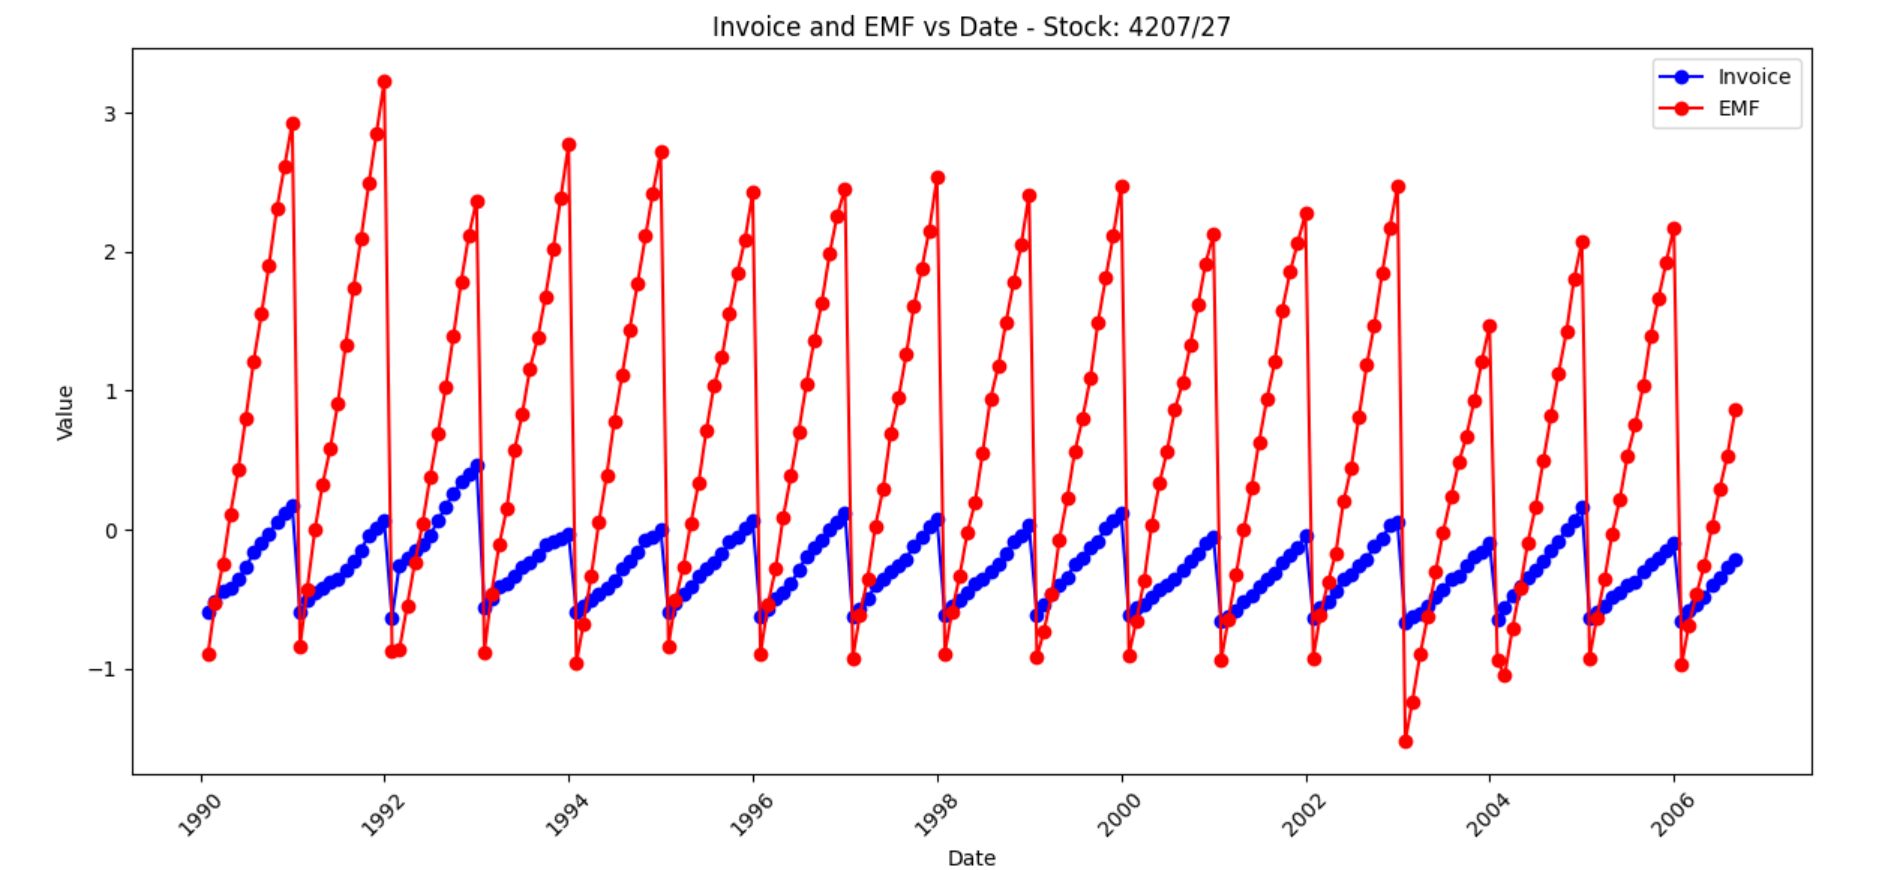 Invoice and EMF vs Date - Stock: 4207/27
Invoice
EMF
3
2
1
0
−1
Value
1990
1992
1994
1996
1998
2000
2002
2004
2006
Date